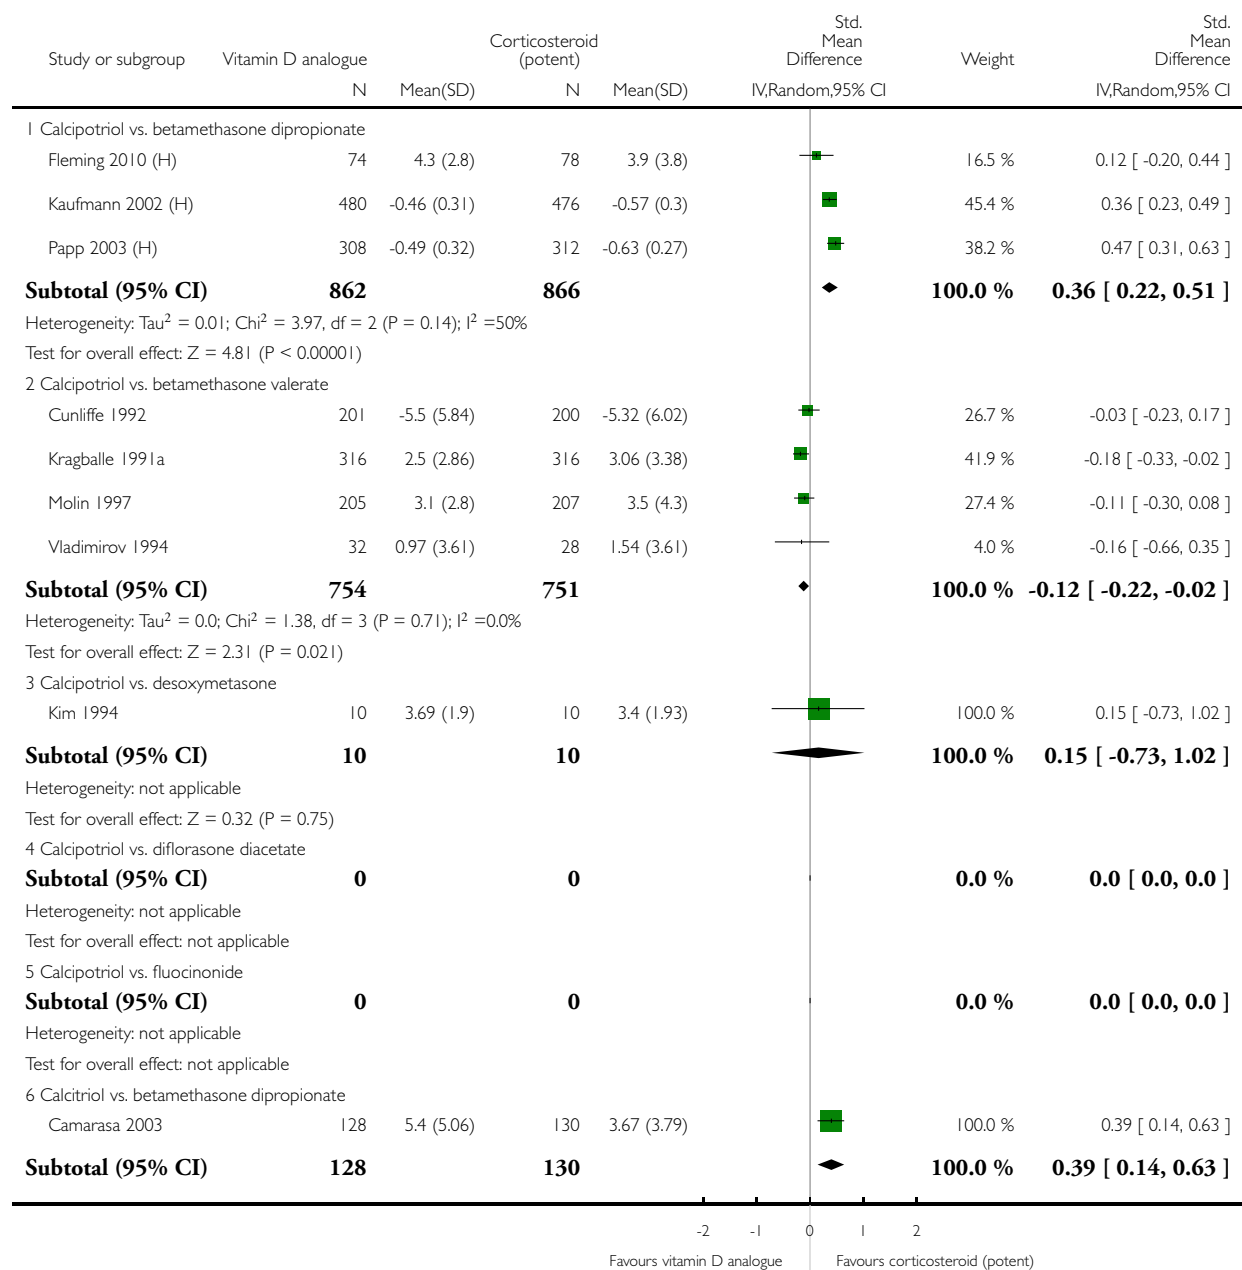 Std. Mean Difference Std. Mean Difference
Study or subgroup Vitamin D analogue Corticosteroid (potent) Weight
N Mean(SD) N Mean(SD) IV,Random,95% CI IV,Random,95% CI
1 Calcipotriol vs. betamethasone dipropionate
Fleming 2010 (H) 74 4.3 (2.8) 78 3.9 (3.8) 16.5 % 0.12 [ -0.20, 0.44 ]
Kaufmann 2002 (H) 480 -0.46 (0.31) 476 -0.57 (0.3) 45.4 % 0.36 [ 0.23, 0.49 ]
Papp 2003 (H) 308 -0.49 (0.32) 312 -0.63 (0.27) 38.2 % 0.47 [ 0.31, 0.63 ]
Subtotal (95% CI) 862 866 100.0 % 0.36 [ 0.22, 0.51 ]
Heterogeneity: Tau² = 0.01; Chi² = 3.97, df = 2 (P = 0.14); I² =50%
Test for overall effect: Z = 4.81 (P < 0.00001)
2 Calcipotriol vs. betamethasone valerate
Cunliffe 1992 201 -5.5 (5.84) 200 -5.32 (6.02) 26.7 % -0.03 [ -0.23, 0.17 ]
Kragballe 1991a 316 2.5 (2.86) 316 3.06 (3.38) 41.9 % -0.18 [ -0.33, -0.02 ]
Molin 1997 205 3.1 (2.8) 207 3.5 (4.3) 27.4 % -0.11 [ -0.30, 0.08 ]
Vladimirov 1994 32 0.97 (3.61) 28 1.54 (3.61) 4.0 % -0.16 [ -0.66, 0.35 ]
Subtotal (95% CI) 754 751 100.0 % -0.12 [ -0.22, -0.02 ]
Heterogeneity: Tau² = 0.0; Chi² = 1.38, df = 3 (P = 0.71); I² =0.0%
Test for overall effect: Z = 2.31 (P = 0.021)
3 Calcipotriol vs. desoxymetasone
Kim 1994 10 3.69 (1.9) 10 3.4 (1.93) 100.0 % 0.15 [ -0.73, 1.02 ]
Subtotal (95% CI) 10 10 100.0 % 0.15 [ -0.73, 1.02 ]
Heterogeneity: not applicable
Test for overall effect: Z = 0.32 (P = 0.75)
4 Calcipotriol vs. diflorasone diacetate
Subtotal (95% CI) 0 0 0.0 % 0.0 [ 0.0, 0.0 ]
Heterogeneity: not applicable
Test for overall effect: not applicable
5 Calcipotriol vs. fluocinonide
Subtotal (95% CI) 0 0 0.0 % 0.0 [ 0.0, 0.0 ]
Heterogeneity: not applicable
Test for overall effect: not applicable
6 Calcitriol vs. betamethasone dipropionate
Camarasa 2003 128 5.4 (5.06) 130 3.67 (3.79) 100.0 % 0.39 [ 0.14, 0.63 ]
Subtotal (95% CI) 128 130 100.0 % 0.39 [ 0.14, 0.63 ]
-2 -1 0 1 2
Favours vitamin D analogue Favours corticosteroid (potent)